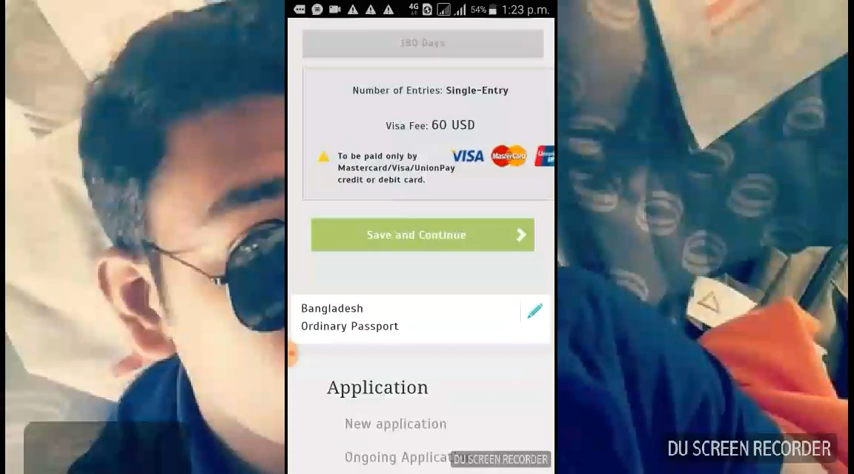 4G 54% 1:23 p.m.
180 Days
Number of Entries: Single-Entry
Visa Fee: 60 USD
To be paid only by
Mastercard/Visa/UnionPay
credit or debit card.
VISA MasterCard
Save and Continue
Bangladesh
Ordinary Passport
Application
New application
Ongoing Applica
DU SCREEN RECORDER
DU SCREEN RECORDER